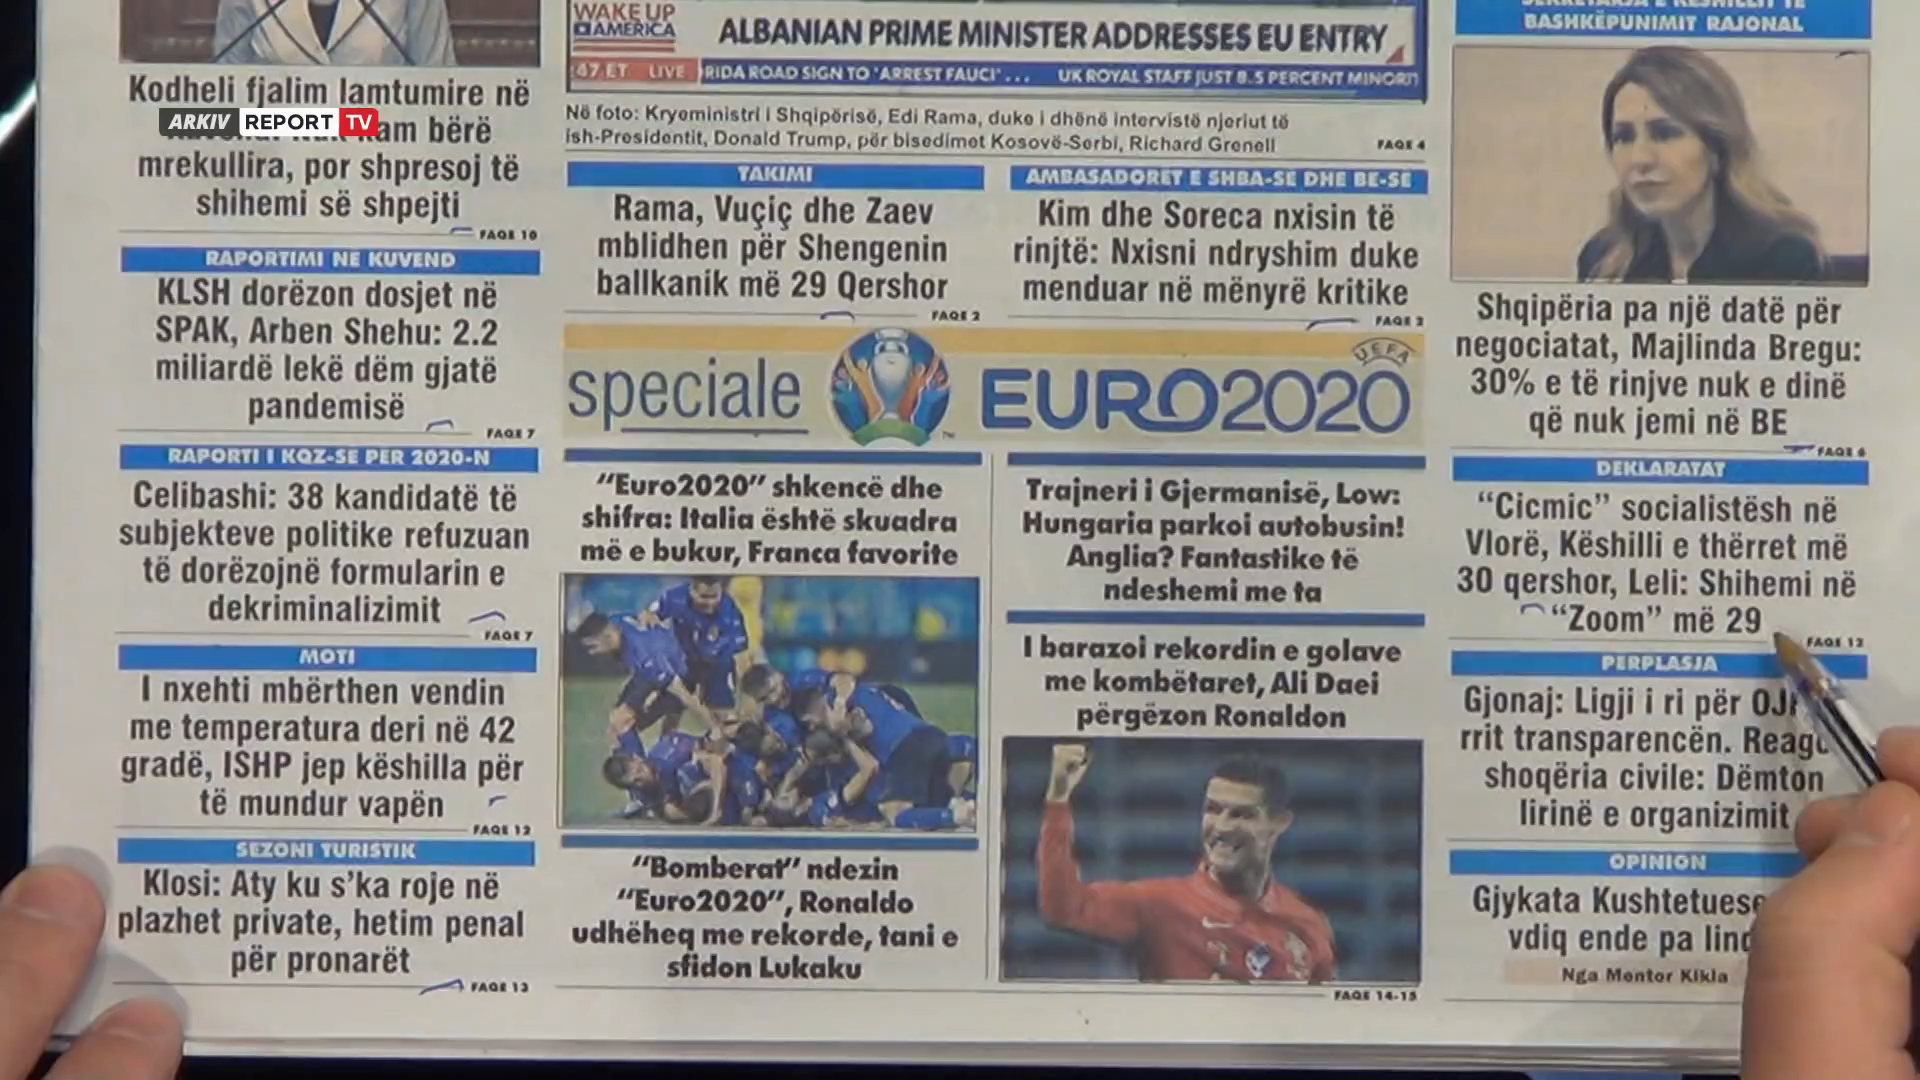 ARKIV REPORT TV
Kodheli fjalim lamtumire në
am bërë
mrekullira, por shpresoj të
shihemi së shpejti
FAQE 10
RAPORTIMI NE KUVEND
KLSH dorëzon dosjet në
SPAK, Arben Shehu: 2.2
miliardë lekë dëm gjatë
pandemisë
FAQE 7
RAPORTI I KQZ-SE PER 2020-N
Celibashi: 38 kandidatë të
subjekteve politike refuzuan
të dorëzojnë formularin e
dekriminalizimit
FAQE 7
MOTI
I nxehti mbërthen vendin
me temperatura deri në 42
gradë, ISHP jep këshilla për
të mundur vapën
FAQE 12
SEZONI TURISTIK
Klosi: Aty ku s'ka roje në
plazhet private, hetim penal
për pronarët
FAQE 13
WAKE UP
AMERICA
ALBANIAN PRIME MINISTER ADDRESSES EU ENTRY
:47 ET LIVE RIDA ROAD SIGN TO 'ARREST FAUCI' ... UK ROYAL STAFF JUST 8.5 PERCENT MINORIT
Në foto: Kryeministri i Shqipërisë, Edi Rama, duke i dhënë intervistë njeriut të
ish-Presidentit, Donald Trump, për bisedimet Kosovë-Serbi, Richard Grenell
FAQE 4
TAKIMI
Rama, Vuçiç dhe Zaev
mblidhen për Shengenin
ballkanik më 29 Qershor
FAQE 2
AMBASADORET E SHBA-SE DHE BE-SE
Kim dhe Soreca nxisin të
rinjtë: Nxisni ndryshim duke
menduar në mënyrë kritike
FAQE 2
speciale UEFA EURO2020
"Euro2020" shkencë dhe
shifra: Italia është skuadra
më e bukur, Franca favorite
"Bomberat" ndezin
"Euro2020", Ronaldo
udhëheq me rekorde, tani e
sfidon Lukaku
Trajneri i Gjermanisë, Low:
Hungaria parkoi autobusin!
Anglia? Fantastike të
ndeshemi me ta
I barazoi rekordin e golave
me kombëtaret, Ali Daei
përgëzon Ronaldon
FAQE 14-15
BASHKËPUNIMIT RAJONAL
Shqipëria pa një datë për
negociatat, Majlinda Bregu:
30% e të rinjve nuk e dinë
që nuk jemi në BE
FAQE 6
DEKLARATAT
"Cicmic" socialistësh në
Vlorë, Këshilli e thërret më
30 qershor, Leli: Shihemi në
"Zoom" më 29
FAQE 12
PERPLASJA
Gjonaj: Ligji i ri për OJ
rrit transparencën. Reago
shoqëria civile: Dëmton
lirinë e organizimit
OPINION
Gjykata Kushtetuese
vdiq ende pa lind
Nga Mentor Kikia